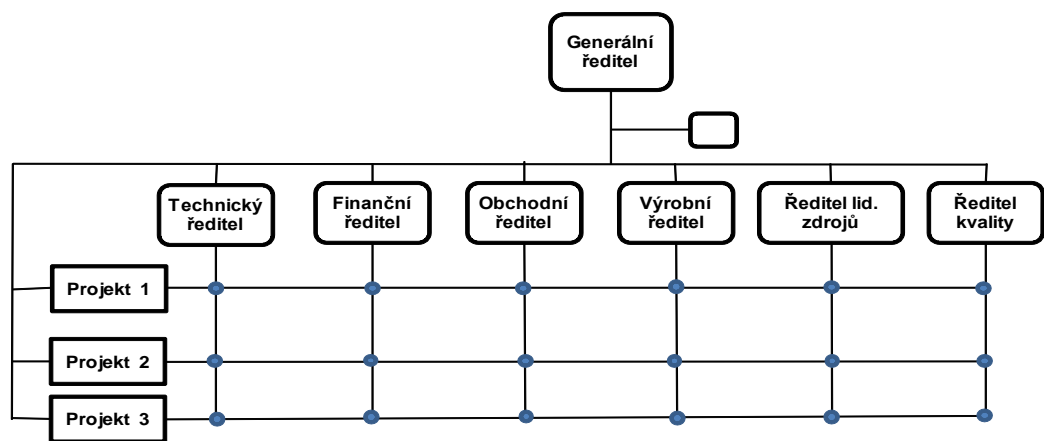 Generální
ředitel
Technický
ředitel
Finanční
ředitel
Obchodní
ředitel
Výrobní
ředitel
Ředitel lid.
zdrojů
Ředitel
kvality
Projekt 1
Projekt 2
Projekt 3